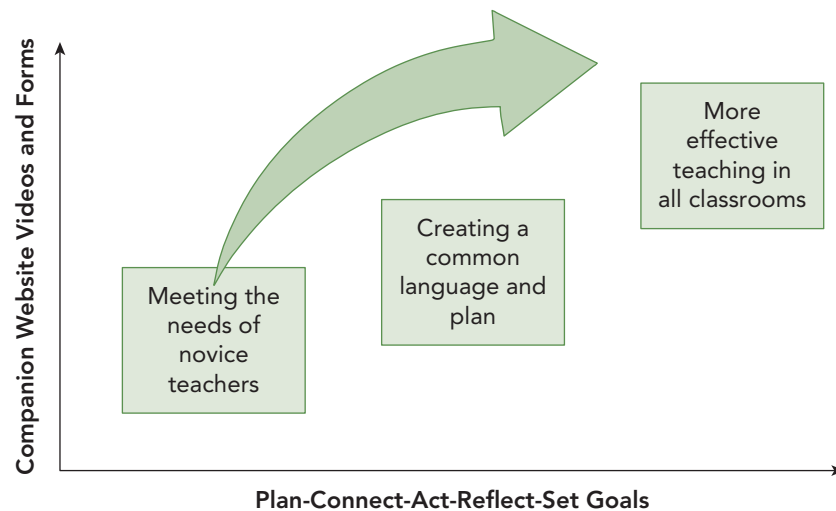 Companion Website Videos and Forms
More
effective
teaching in
all classrooms
Creating a
common
language and
plan
Meeting the
needs of
novice
teachers
Plan-Connect-Act-Reflect-Set Goals